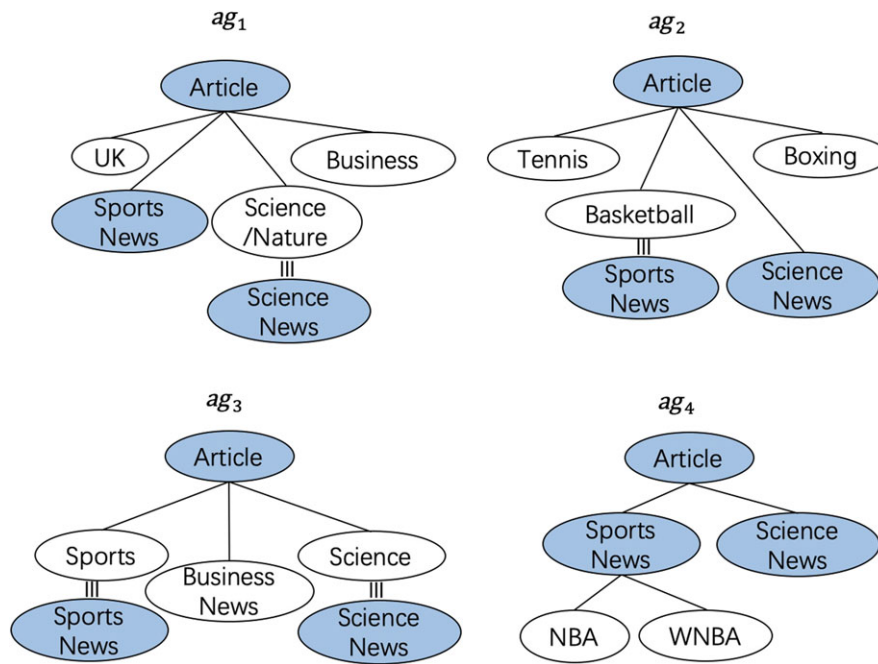 ag₁
Article
UK
Business
Sports
News
Science
/Nature
Science
News
ag₂
Article
Tennis
Boxing
Basketball
Sports
News
Science
News
ag₃
Article
Sports
Business
News
Science
Sports
News
Science
News
ag₄
Article
Sports
News
Science
News
NBA
WNBA